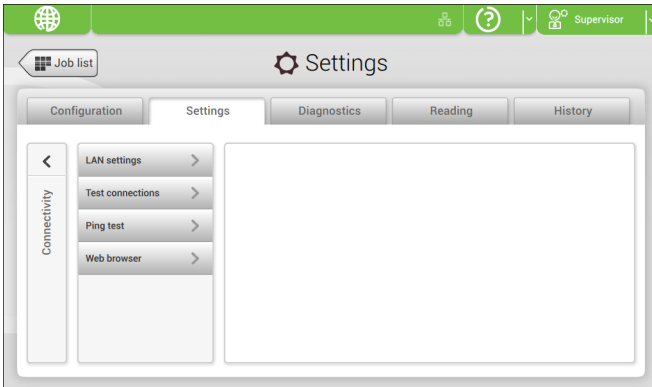 Supervisor
Job list
Settings
Configuration
Settings
Diagnostics
Reading
History
Connectivity
LAN settings
Test connections
Ping test
Web browser